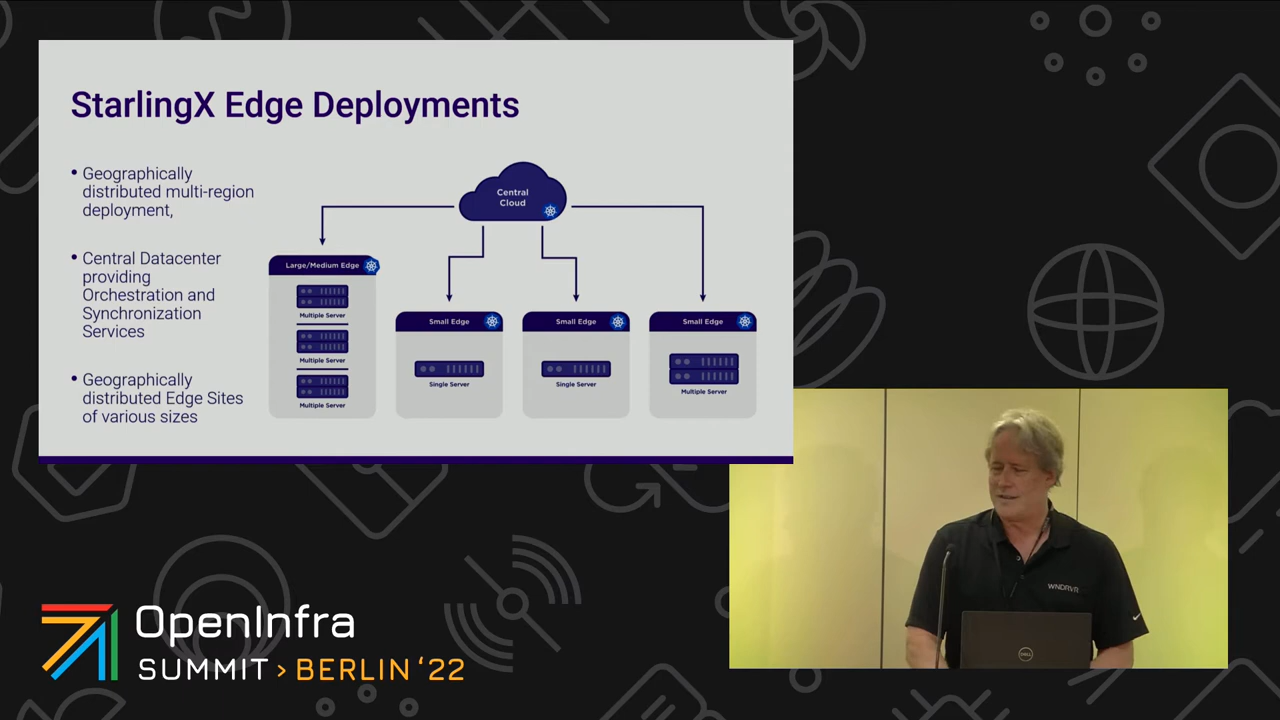 StarlingX Edge Deployments
• Geographically
distributed multi-region
deployment,
• Central Datacenter
providing
Orchestration and
Synchronization
Services
• Geographically
distributed Edge Sites
of various sizes
Central
Cloud
Large/Medium Edge
Multiple Server
Multiple Server
Multiple Server
Small Edge
Single Server
Small Edge
Single Server
Small Edge
Multiple Server
WNDRVR
DELL
OpenInfra
SUMMIT > BERLIN ‘22